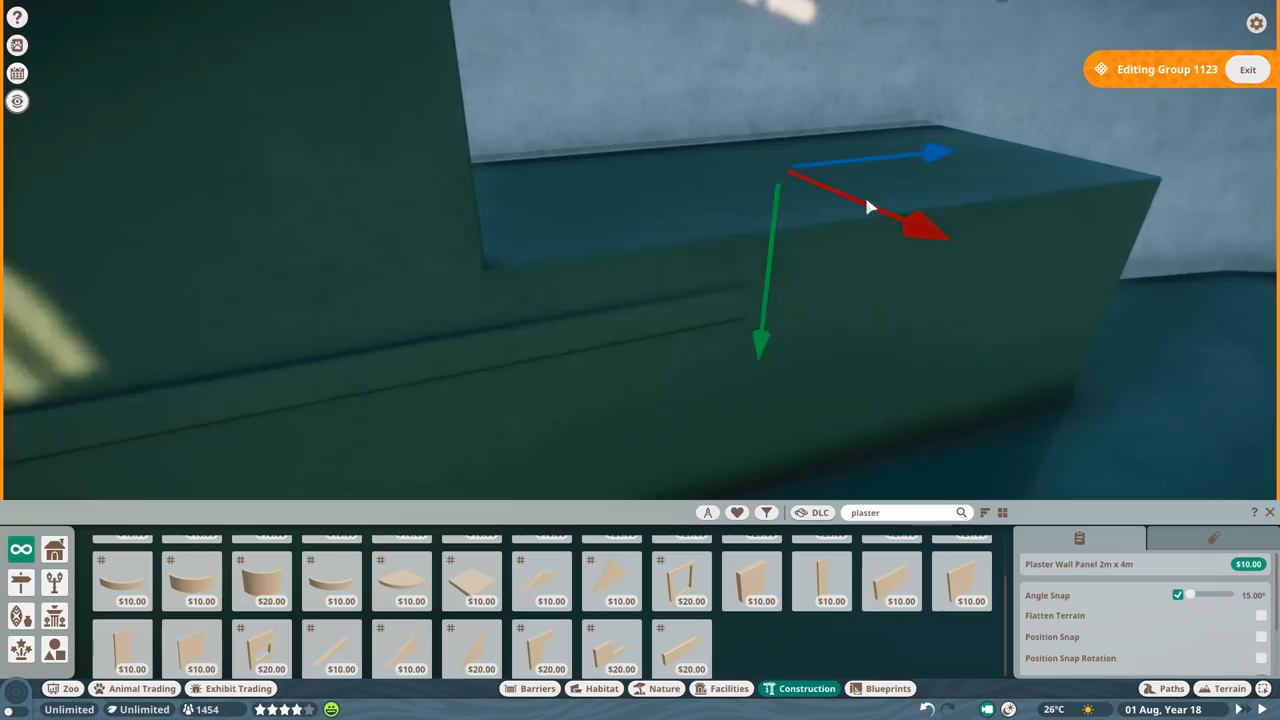 ?
Editing Group 1123 Exit
DLC plaster ? ×
# # # # # # # # #
$10.00 $10.00 $20.00 $10.00 $10.00 $10.00 $10.00 $10.00 $20.00 $10.00 $10.00 $10.00 $10.00
# # # # # # #
$10.00 $10.00 $20.00 $10.00 $10.00 $20.00 $20.00 $20.00 $20.00
Plaster Wall Panel 2m x 4m $10.00
Angle Snap 15.00°
Flatten Terrain
Position Snap
Position Snap Rotation
Zoo Animal Trading Exhibit Trading Barriers Habitat Nature Facilities Construction Blueprints Paths Terrain
Unlimited Unlimited 1454 26°C 01 Aug, Year 18